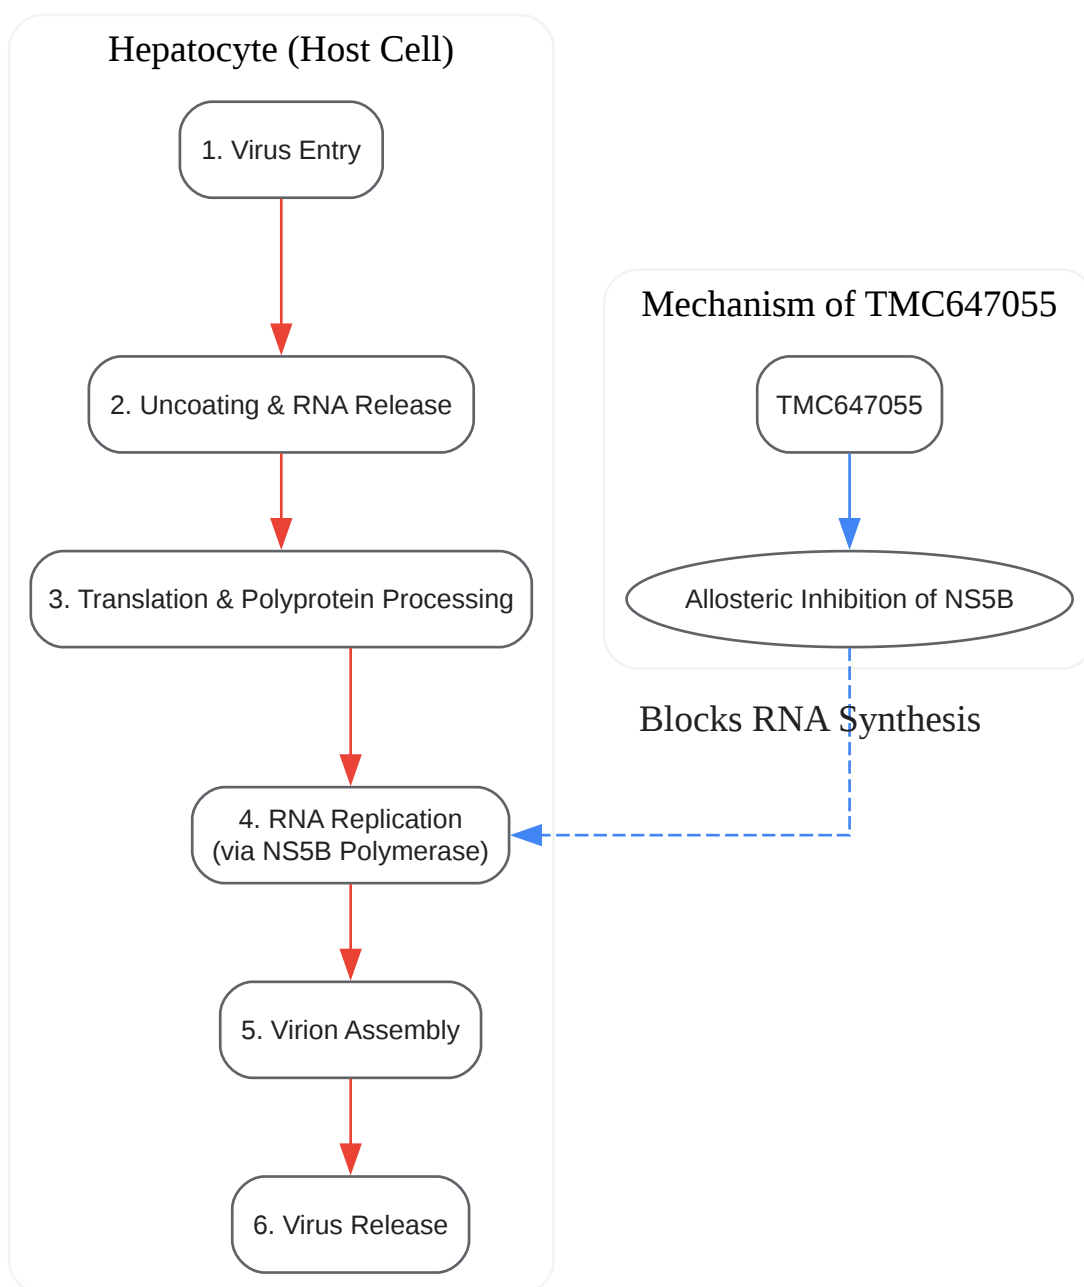 Hepatocyte (Host Cell)
1. Virus Entry
2. Uncoating & RNA Release
3. Translation & Polyprotein Processing
4. RNA Replication
(via NS5B Polymerase)
5. Virion Assembly
6. Virus Release
Mechanism of TMC647055
TMC647055
Allosteric Inhibition of NS5B
Blocks RNA Synthesis